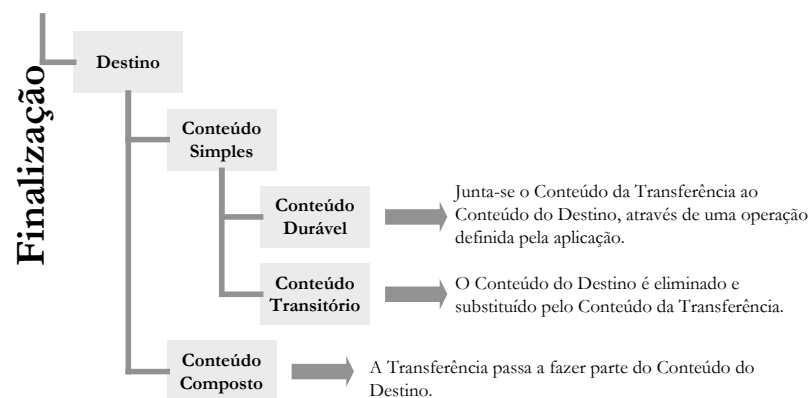 Finalização
Destino
Conteúdo
Simples
Conteúdo
Durável
Junta-se o Conteúdo da Transferência ao
Conteúdo do Destino, através de uma operação
definida pela aplicação.
Conteúdo
Transitório
O Conteúdo do Destino é eliminado e
substituído pelo Conteúdo da Transferência.
Conteúdo
Composto
A Transferência passa a fazer parte do Conteúdo do
Destino.